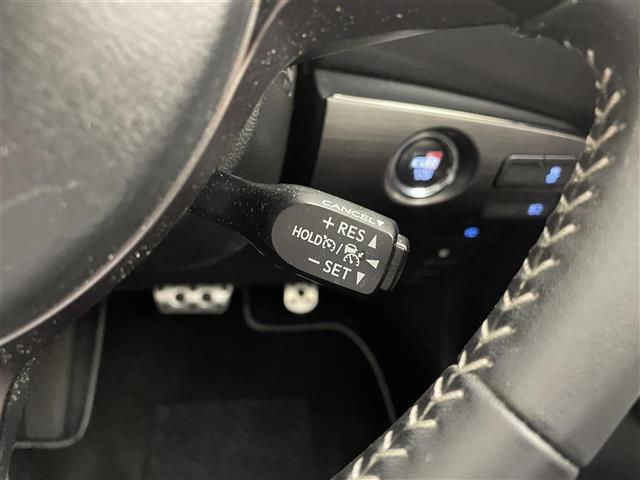 CANCEL
+ RES
HOLD /
− SET